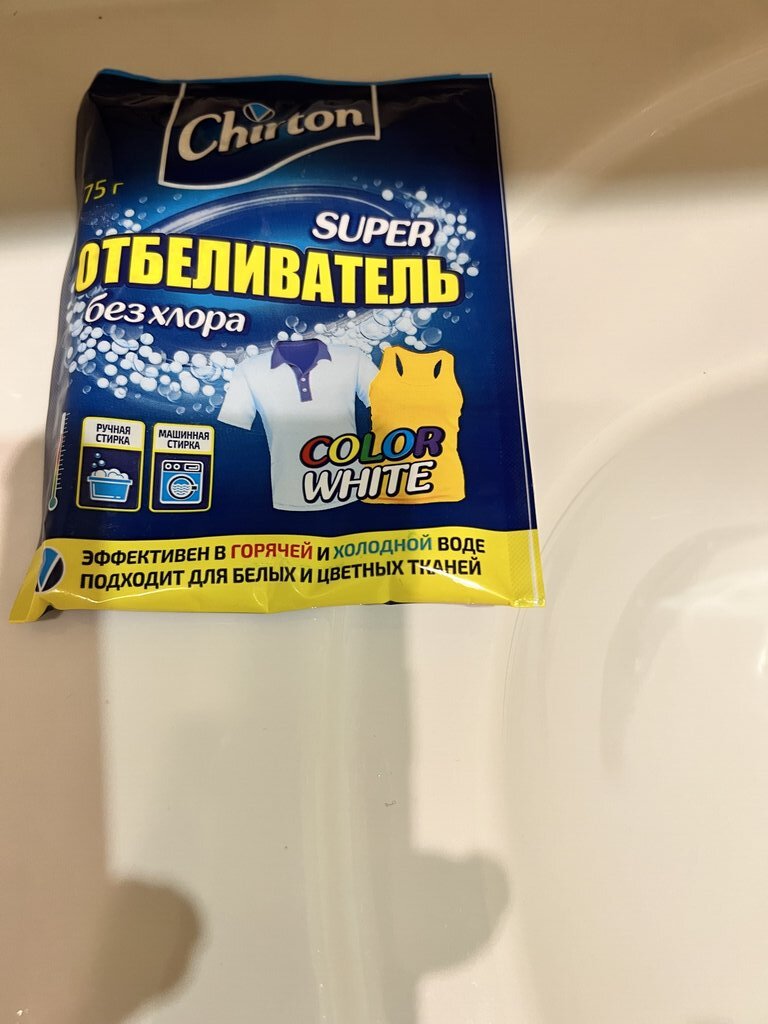 Chirton
75 г
SUPER
ОТБЕЛИВАТЕЛЬ
без хлора
РУЧНАЯ
СТИРКА
МАШИННАЯ
СТИРКА
COLOR
WHITE
ЭФФЕКТИВЕН В ГОРЯЧЕЙ И ХОЛОДНОЙ ВОДЕ
ПОДХОДИТ ДЛЯ БЕЛЫХ И ЦВЕТНЫХ ТКАНЕЙ